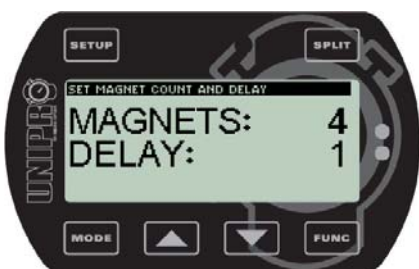 SETUP
SPLIT
UNIPRO
SET MAGNET COUNT AND DELAY
MAGNETS: 4
DELAY: 1
MODE
FUNC